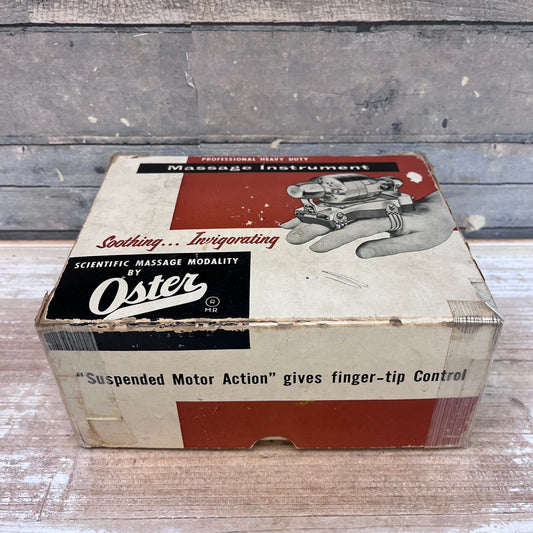 PROFESSIONAL HEAVY DUTY
Massage Instrument
Soothing... Invigorating
SCIENTIFIC MASSAGE MODALITY
BY
Oster
®
M.R.
"Suspended Motor Action" gives finger-tip Control